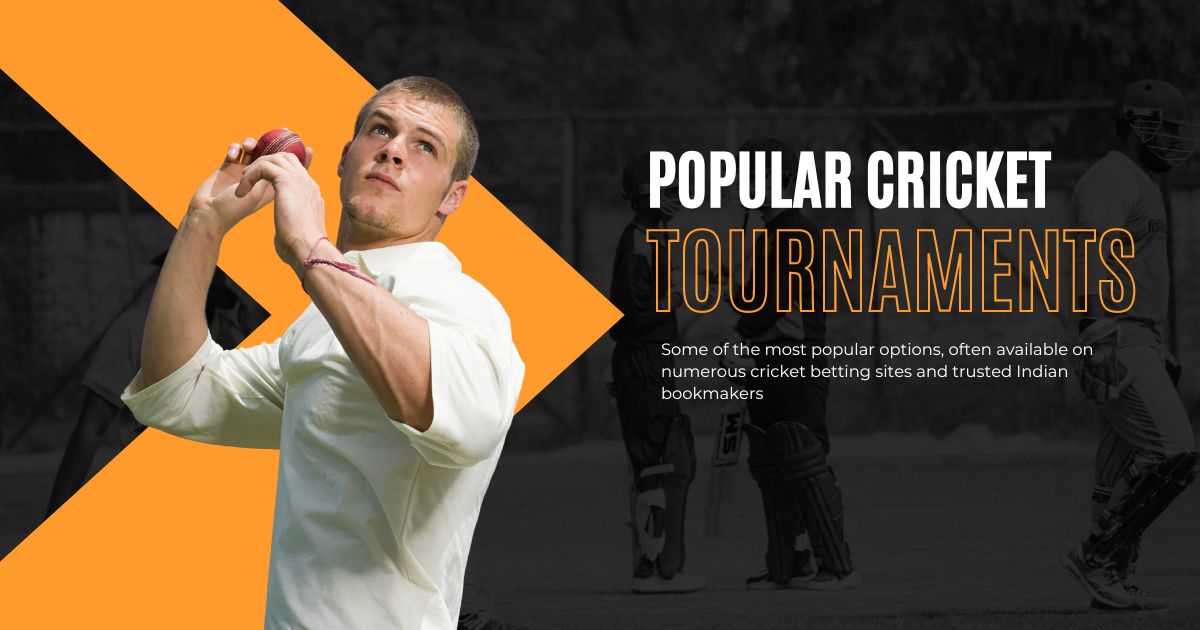 POPULAR CRICKET
TOURNAMENTS
Some of the most popular options, often available on
numerous cricket betting sites and trusted Indian
bookmakers
SM